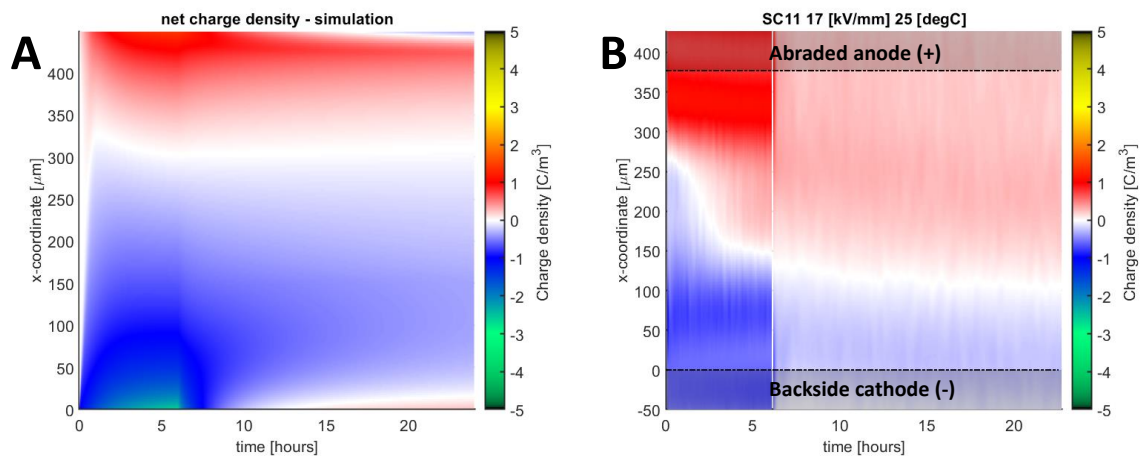 A
net charge density - simulation
x-coordinate [μm]
400
350
300
250
200
150
100
50
0
0 5 10 15 20
time [hours]
5
4
3
2
1
0
-1
-2
-3
-4
-5
Charge density [C/m³]
B
SC11 17 [kV/mm] 25 [degC]
Abraded anode (+)
Backside cathode (-)
x-coordinate [μm]
400
350
300
250
200
150
100
50
0
-50
0 5 10 15 20
time [hours]
5
4
3
2
1
0
-1
-2
-3
-4
-5
Charge density [C/m³]